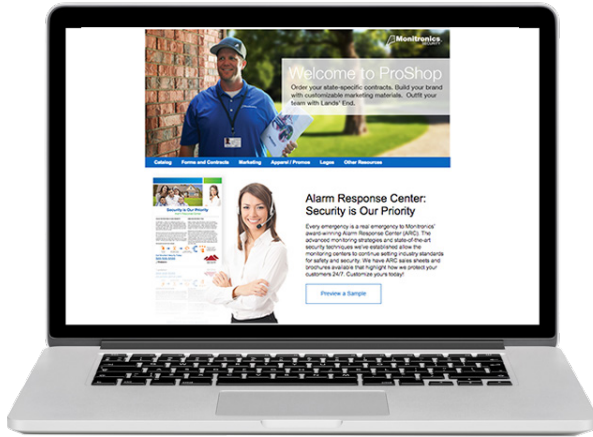 Monitronics
SECURITY
Welcome to ProShop
Order your state-specific contracts. Build your brand
with customizable marketing materials. Outfit your
team with Lands' End.
Catalog Forms and Contracts Marketing Apparel / Promos Logos Other Resources
Security is Our Priority
Alarm Response Center:
Security is Our Priority
Every emergency is a real emergency to Monitronics'
award-winning Alarm Response Center (ARC). The
advanced monitoring strategies and state-of-the-art
security techniques we've established allow the
monitoring centers to continue setting industry standards
for safety and security. We have ARC sales sheets and
brochures available that highlight how we protect your
customers 24/7. Customize yours today!
Preview a Sample